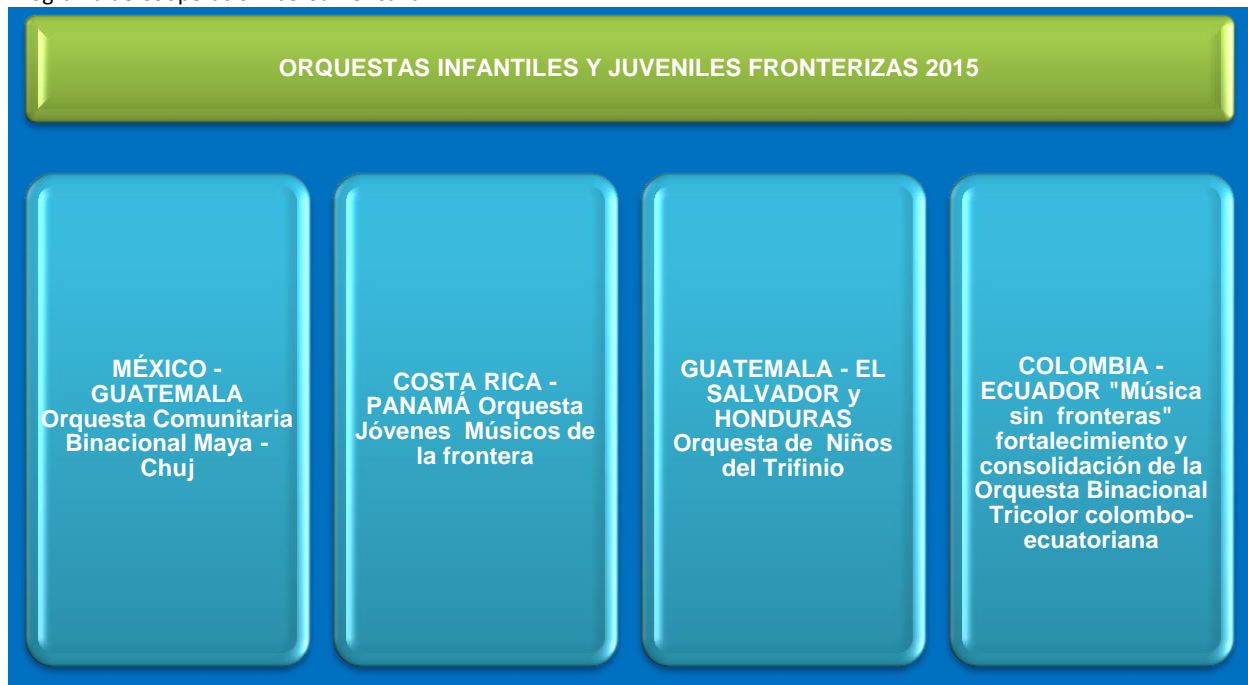 ORQUESTAS INFANTILES Y JUVENILES FRONTERIZAS 2015
MÉXICO -
GUATEMALA
Orquesta Comunitaria
Binacional Maya -
Chuj
COSTA RICA -
PANAMÁ Orquesta
Jóvenes Músicos de
la frontera
GUATEMALA - EL
SALVADOR y
HONDURAS
Orquesta de Niños
del Trifinio
COLOMBIA -
ECUADOR "Música
sin fronteras"
fortalecimiento y
consolidación de la
Orquesta Binacional
Tricolor colombo-
ecuatoriana